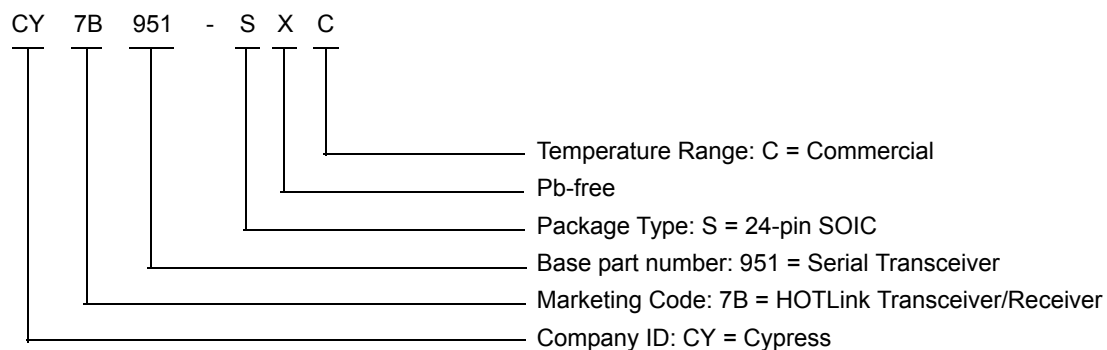 CY 7B 951 - S X C
Temperature Range: C = Commercial
Pb-free
Package Type: S = 24-pin SOIC
Base part number: 951 = Serial Transceiver
Marketing Code: 7B = HOTLink Transceiver/Receiver
Company ID: CY = Cypress